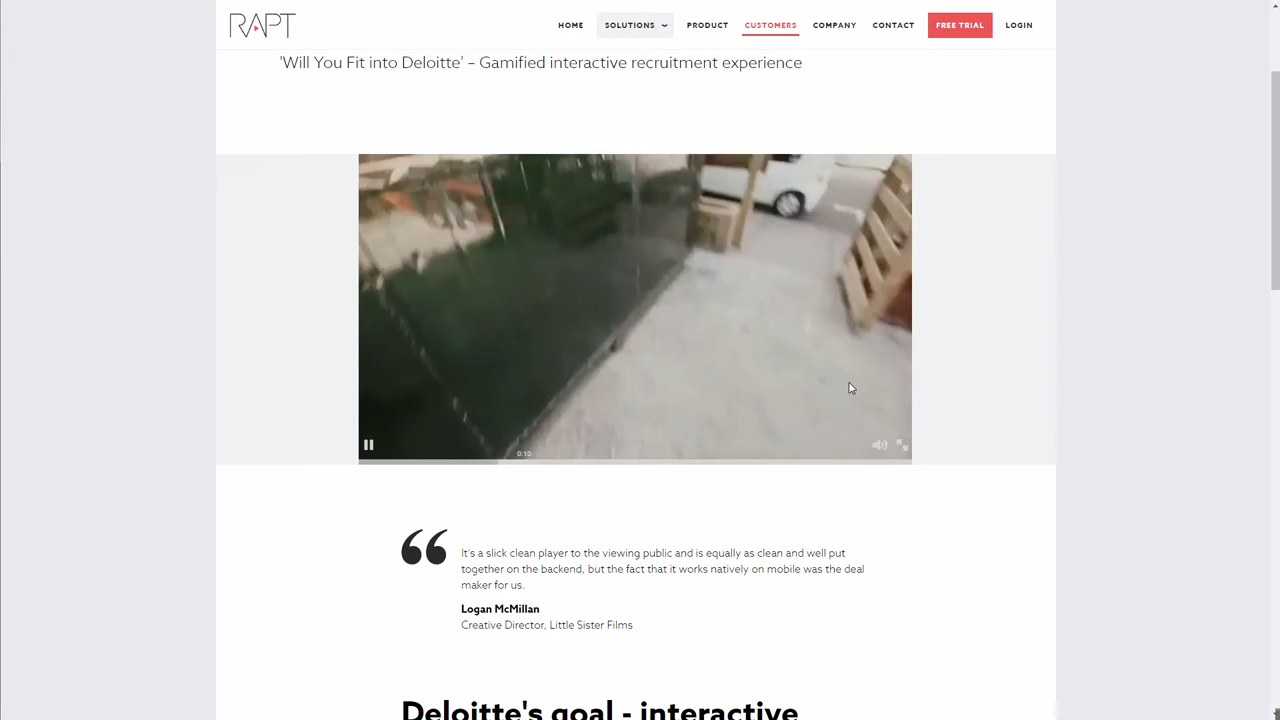 RAPT
HOME SOLUTIONS PRODUCT CUSTOMERS COMPANY CONTACT FREE TRIAL LOGIN
'Will You Fit into Deloitte' – Gamified interactive recruitment experience
0:10
It's a slick clean player to the viewing public and is equally as clean and well put
together on the backend, but the fact that it works natively on mobile was the deal
maker for us.
Logan McMillan
Creative Director, Little Sister Films
Deloitte's goal - interactive